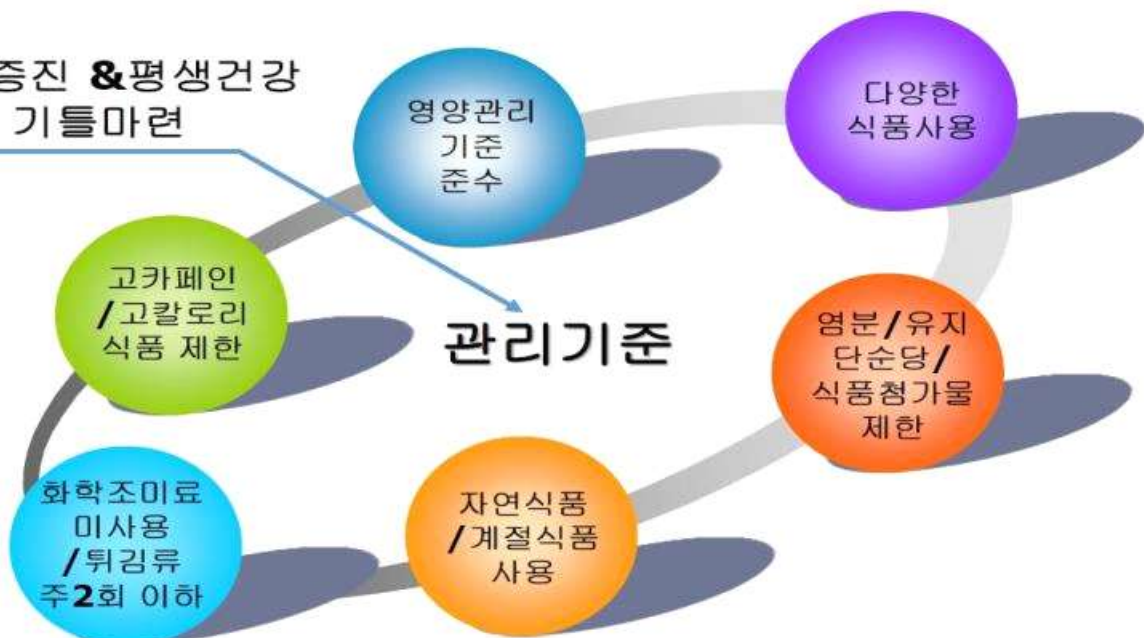 증진 &평생건강
기틀마련
영양관리
기준
준수
다양한
식품사용
고카페인
/고칼로리
식품 제한
관리기준
염분/유지
단순당/
식품첨가물
제한
화학조미료
미사용
/튀김류
주2회 이하
자연식품
/계절식품
사용